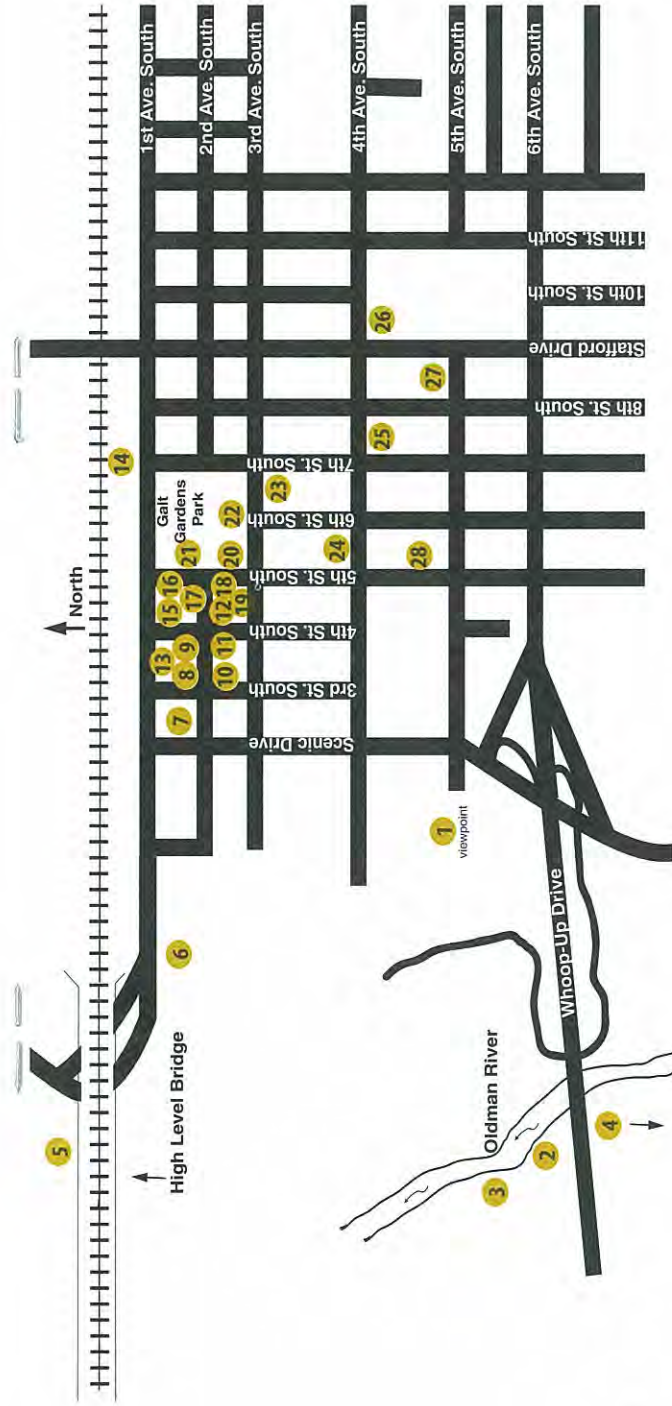 North
1st Ave. South
2nd Ave. South
3rd Ave. South
4th Ave. South
5th Ave. South
6th Ave. South
11th St. South
10th St. South
Stafford Drive
8th St. South
7th St. South
6th St. South
5th St. South
4th St. South
3rd St. South
Scenic Drive
Galt
Gardens
Park
High Level Bridge
Oldman River
Whoop-Up Drive
viewpoint
1
2
3
4
5
6
7
8
9
10
11
12
13
14
15
16
17
18
19
20
21
22
23
24
25
26
27
28